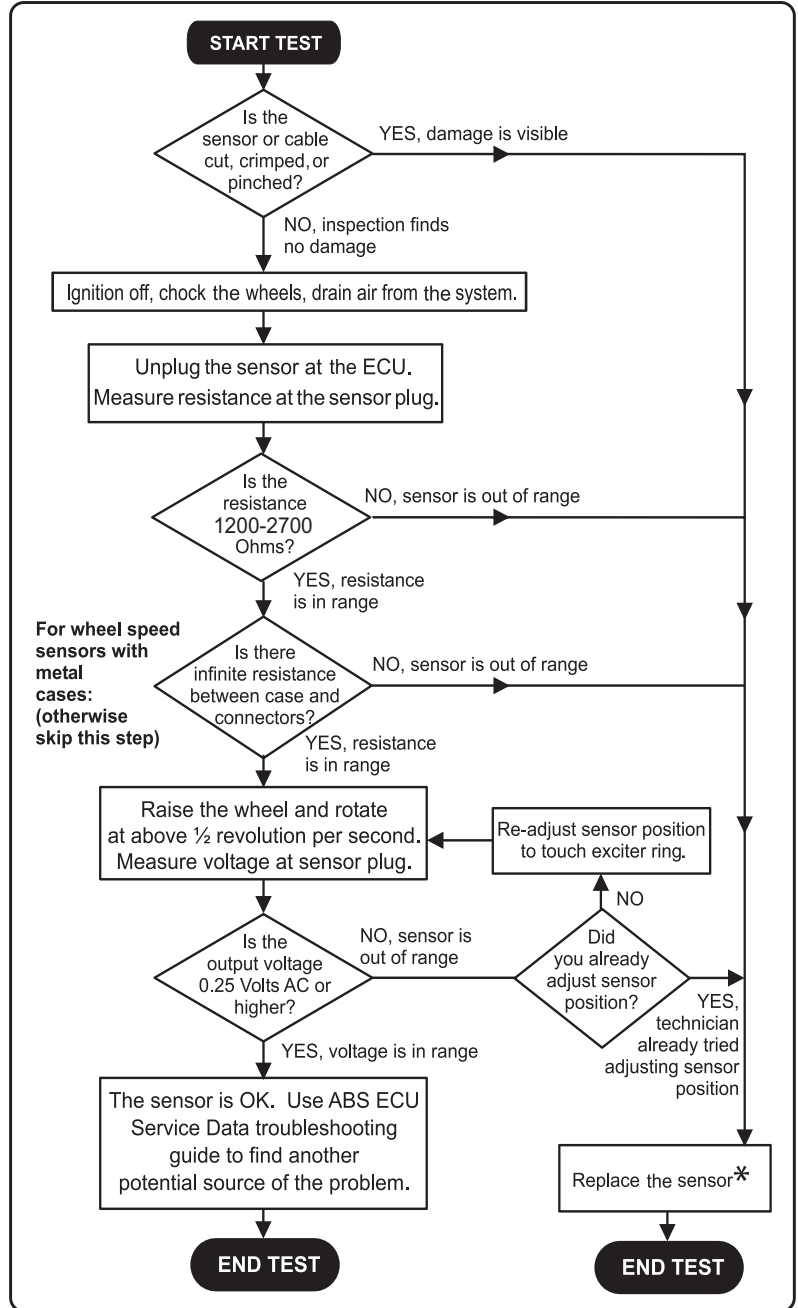 START TEST
Is the
sensor or cable
cut, crimped, or
pinched?
YES, damage is visible
NO, inspection finds
no damage
Ignition off, chock the wheels, drain air from the system.
Unplug the sensor at the ECU.
Measure resistance at the sensor plug.
Is the
resistance
1200-2700
Ohms?
NO, sensor is out of range
YES, resistance
is in range
For wheel speed
sensors with
metal
cases:
(otherwise
skip this step)
Is there
infinite resistance
between case and
connectors?
NO, sensor is out of range
YES, resistance
is in range
Raise the wheel and rotate
at above ½ revolution per second.
Measure voltage at sensor plug.
Re-adjust sensor position
to touch exciter ring.
NO
Is the
output voltage
0.25 Volts AC or
higher?
NO, sensor is
out of range
Did
you already
adjust sensor
position?
YES,
technician
already tried
adjusting sensor
position
YES, voltage is in range
The sensor is OK. Use ABS ECU
Service Data troubleshooting
guide to find another
potential source of the problem.
Replace the sensor*
END TEST
END TEST